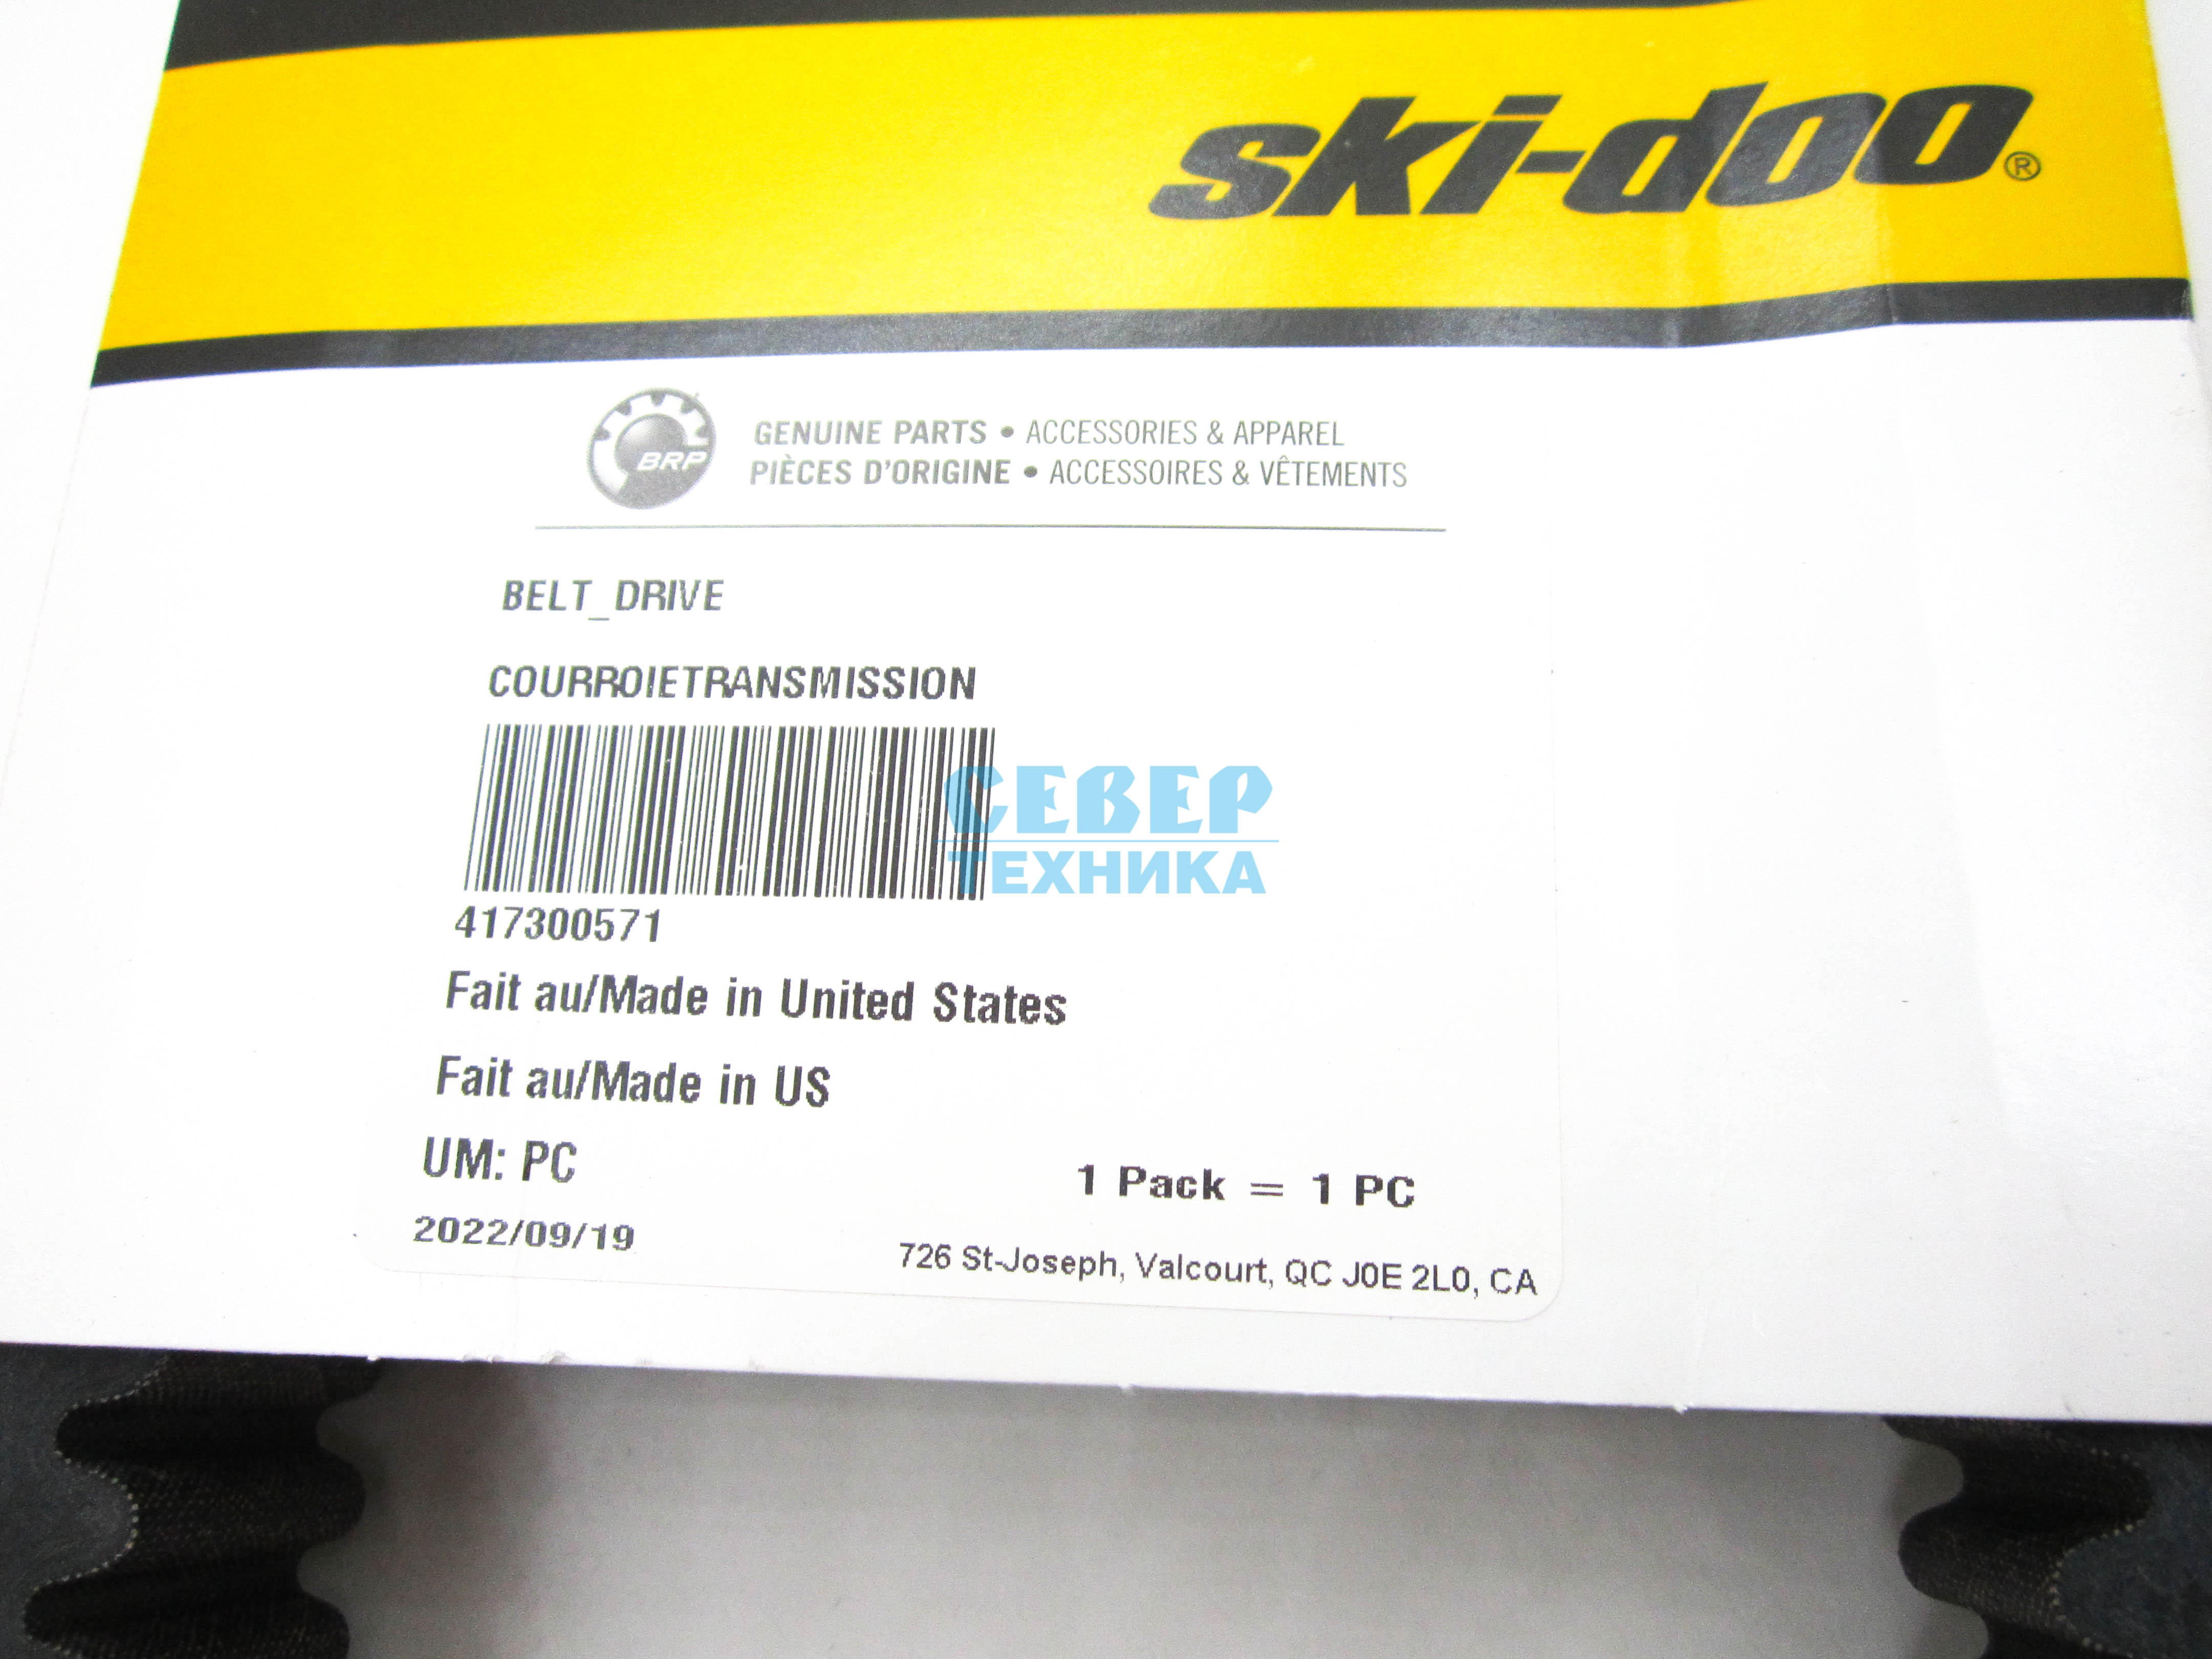 ski-doo®
BRP
GENUINE PARTS • ACCESSORIES & APPAREL
PIÈCES D'ORIGINE • ACCESSOIRES & VÊTEMENTS
BELT_DRIVE
COURROIETRANSMISSION
СЕВЕР
ТЕХНИКА
417300571
Fait au/Made in United States
Fait au/Made in US
UM: PC
1 Pack = 1 PC
2022/09/19
726 St-Joseph, Valcourt, QC J0E 2L0, CA